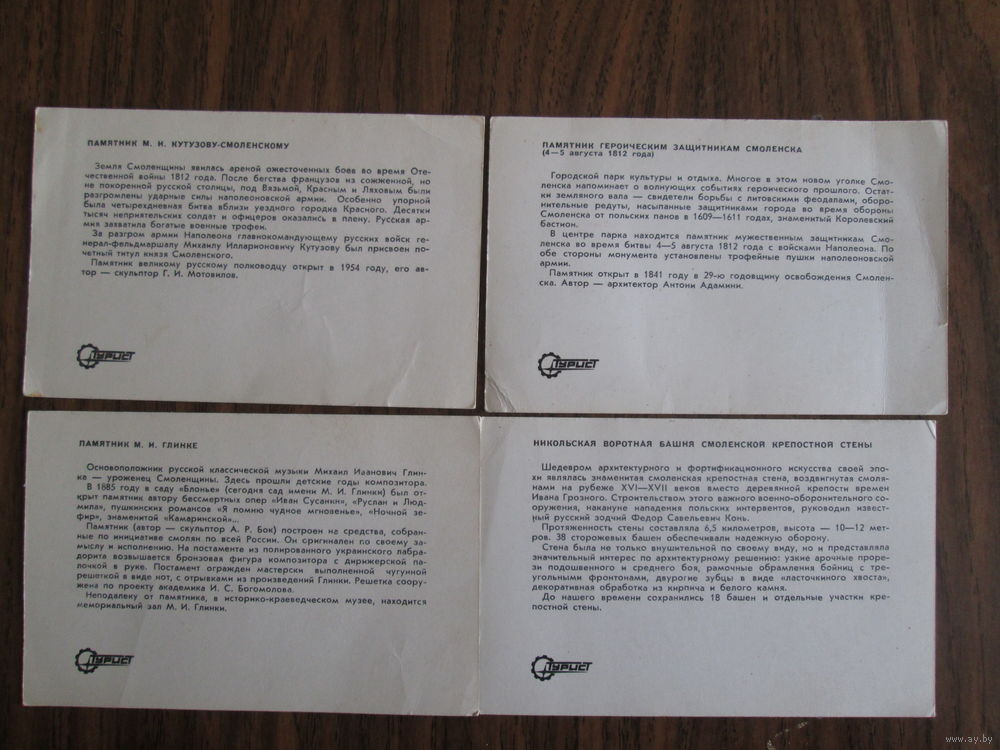 ПАМЯТНИК М. И. КУТУЗОВУ-СМОЛЕНСКОМУ
Земля Смоленщины явилась ареной ожесточенных боев во время Оте-
чественной войны 1812 года. После бегства французов из сожженной, но
не покоренной русской столицы, под Вязьмой, Красным и Ляховым были
разгромлены ударные силы наполеоновской армии. Особенно упорной
была четырехдневная битва вблизи уездного городка Красного. Десятки
тысяч неприятельских солдат и офицеров оказались в плену. Русская ар-
мия захватила богатые военные трофеи.
За разгром армии Наполеона главнокомандующему русских войск ге-
нерал-фельдмаршалу Михаилу Илларионовичу Кутузову был присвоен по-
четный титул князя Смоленского.
Памятник великому русскому полководцу открыт в 1954 году, его ав-
тор — скульптор Г. И. Мотовилов.
ТУРИСТ
ПАМЯТНИК ГЕРОИЧЕСКИМ ЗАЩИТНИКАМ СМОЛЕНСКА
(4—5 августа 1812 года)
Городской парк культуры и отдыха. Многое в этом новом уголке Смо-
ленска напоминает о волнующих событиях героического прошлого. Остат-
ки земляного вала — свидетели борьбы с литовскими феодалами, оборо-
нительные редуты, насыпанные защитниками города во время обороны
Смоленска от польских панов в 1609—1611 годах, знаменитый Королевский
бастион.
В центре парка находится памятник мужественным защитникам Смо-
ленска во время битвы 4—5 августа 1812 года с войсками Наполеона. По
обе стороны монумента установлены трофейные пушки наполеоновской
армии.
Памятник открыт в 1841 году в 29-ю годовщину освобождения Смолен-
ска. Автор — архитектор Антони Адамини.
ТУРИСТ
ПАМЯТНИК М. И. ГЛИНКЕ
Основоположник русской классической музыки Михаил Иванович Глин-
ка — уроженец Смоленщины. Здесь прошли детские годы композитора.
В 1885 году в саду «Блонье» (сегодня сад имени М. И. Глинки) был от-
крыт памятник автору бессмертных опер «Иван Сусанин», «Руслан и Люд-
мила», пушкинских романсов «Я помню чудное мгновенье», «Ночной зе-
фир», знаменитой «Камаринской»...
Памятник (автор — скульптор А. Р. Бок) построен на средства, собран-
ные по инициативе смолян по всей России. Он оригинален по своему за-
мыслу и исполнению. На постаменте из полированного украинского лабра-
дорита возвышается бронзовая фигура композитора с дирижерской па-
лочкой в руке. Постамент огражден мастерски выполненной чугунной
решеткой в виде нот, с отрывками из произведений Глинки. Решетка соору-
жена по проекту академика И. С. Богомолова.
Неподалеку от памятника, в историко-краеведческом музее, находится
мемориальный зал М. И. Глинки.
ТУРИСТ
НИКОЛЬСКАЯ ВОРОТНАЯ БАШНЯ СМОЛЕНСКОЙ КРЕПОСТНОЙ СТЕНЫ
Шедевром архитектурного и фортификационного искусства своей эпо-
хи являлась знаменитая смоленская крепостная стена, воздвигнутая смоля-
нами на рубеже XVI—XVII веков вместо деревянной крепости времен
Ивана Грозного. Строительством этого важного военно-оборонительного со-
оружения, накануне нападения польских интервентов, руководил извест-
ный русский зодчий Федор Савельевич Конь.
Протяженность стены составляла 6,5 километров, высота — 10—12 мет-
ров. 38 сторожевых башен обеспечивали надежную оборону.
Стена была не только внушительной по своему виду, но и представляла
значительный интерес по архитектурному решению: узкие арочные проре-
зи подошвенного и среднего боя, рамочные обрамления бойниц с тре-
угольными фронтонами, двурогие зубцы в виде «ласточкиного хвоста»,
декоративная обработка из кирпича и белого камня.
До нашего времени сохранились 18 башен и отдельные участки кре-
постной стены.
ТУРИСТ
www.ay.by